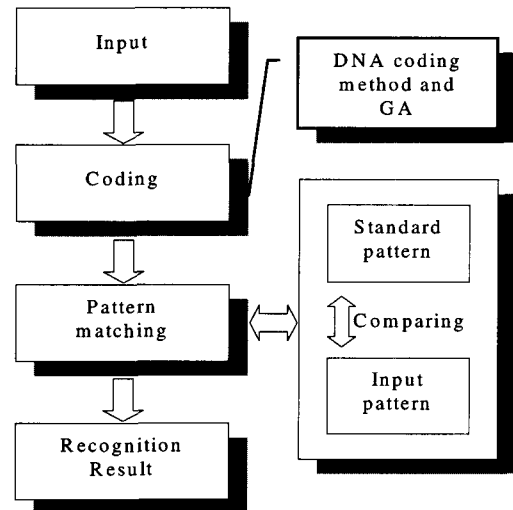 Input
Coding
Pattern
matching
Recognition
Result
DNA coding
method and
GA
Standard
pattern
Comparing
Input
pattern